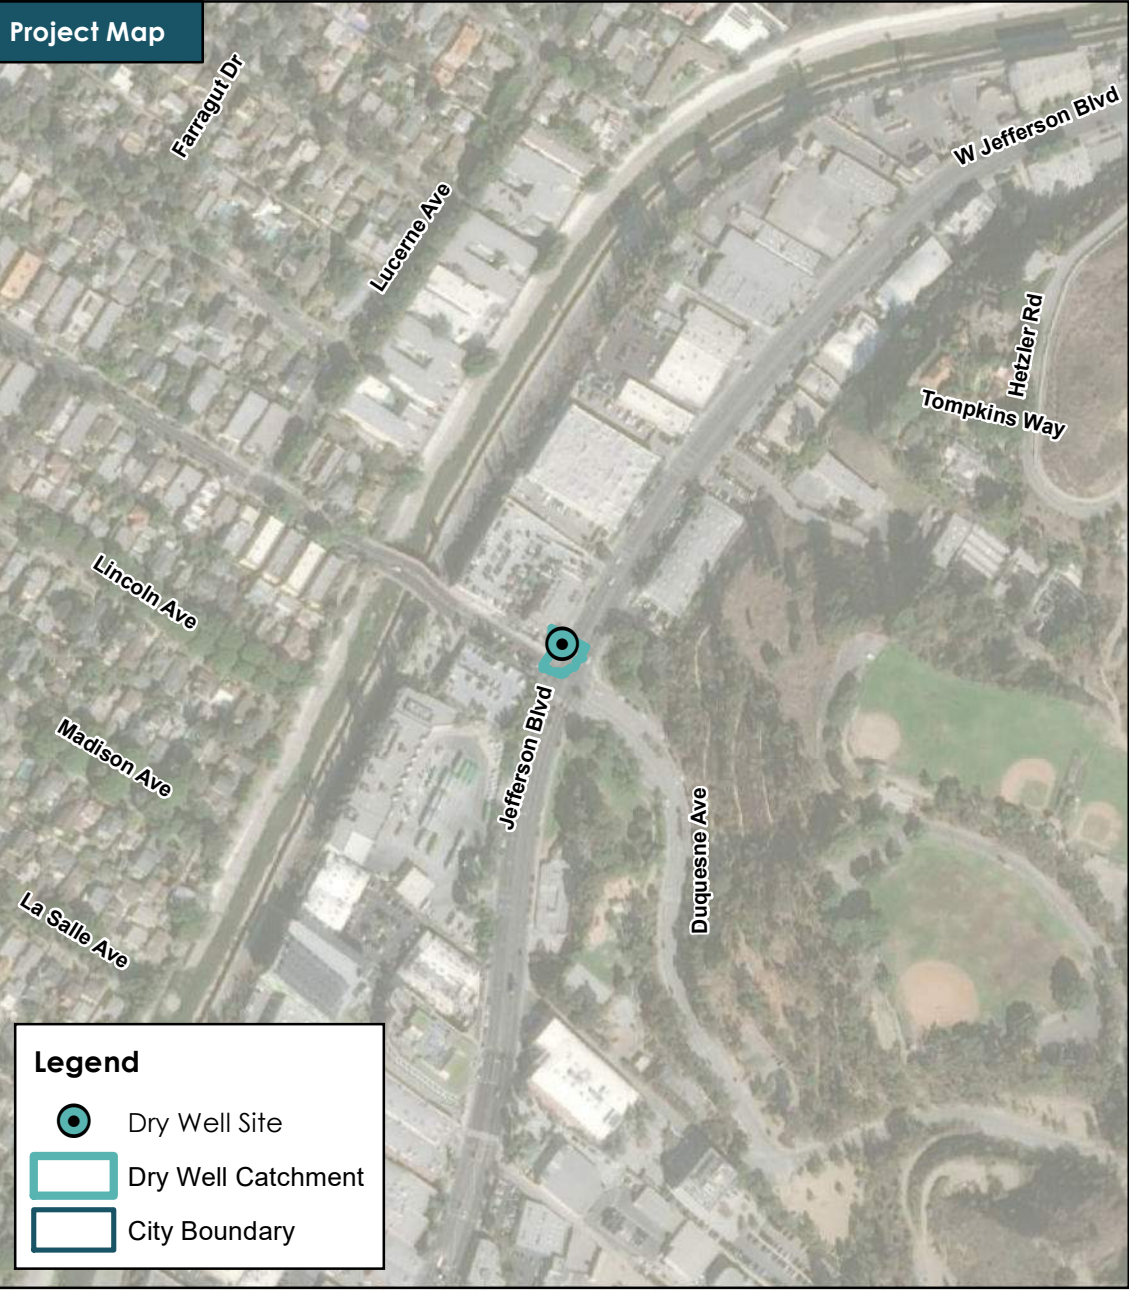 Project Map
Farragut Dr
W Jefferson Blvd
Lucerne Ave
Hetzler Rd
Tompkins Way
Lincoln Ave
Jefferson Blvd
Madison Ave
Duquesne Ave
La Salle Ave
Legend
Dry Well Site
Dry Well Catchment
City Boundary